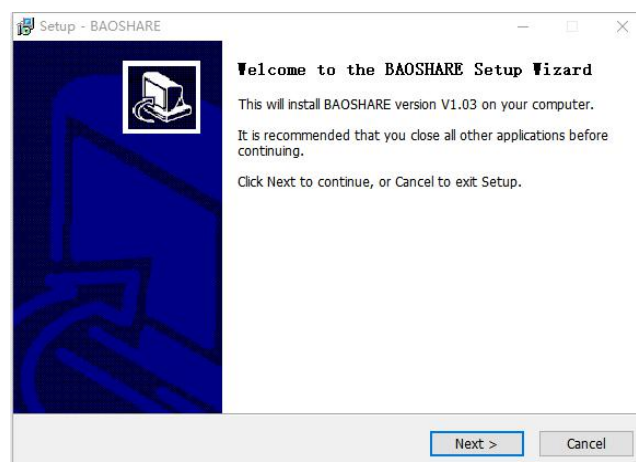 Setup - BAOSHARE
Welcome to the BAOSHARE Setup Wizard
This will install BAOSHARE version V1.03 on your computer.
It is recommended that you close all other applications before
continuing.
Click Next to continue, or Cancel to exit Setup.
Next >
Cancel